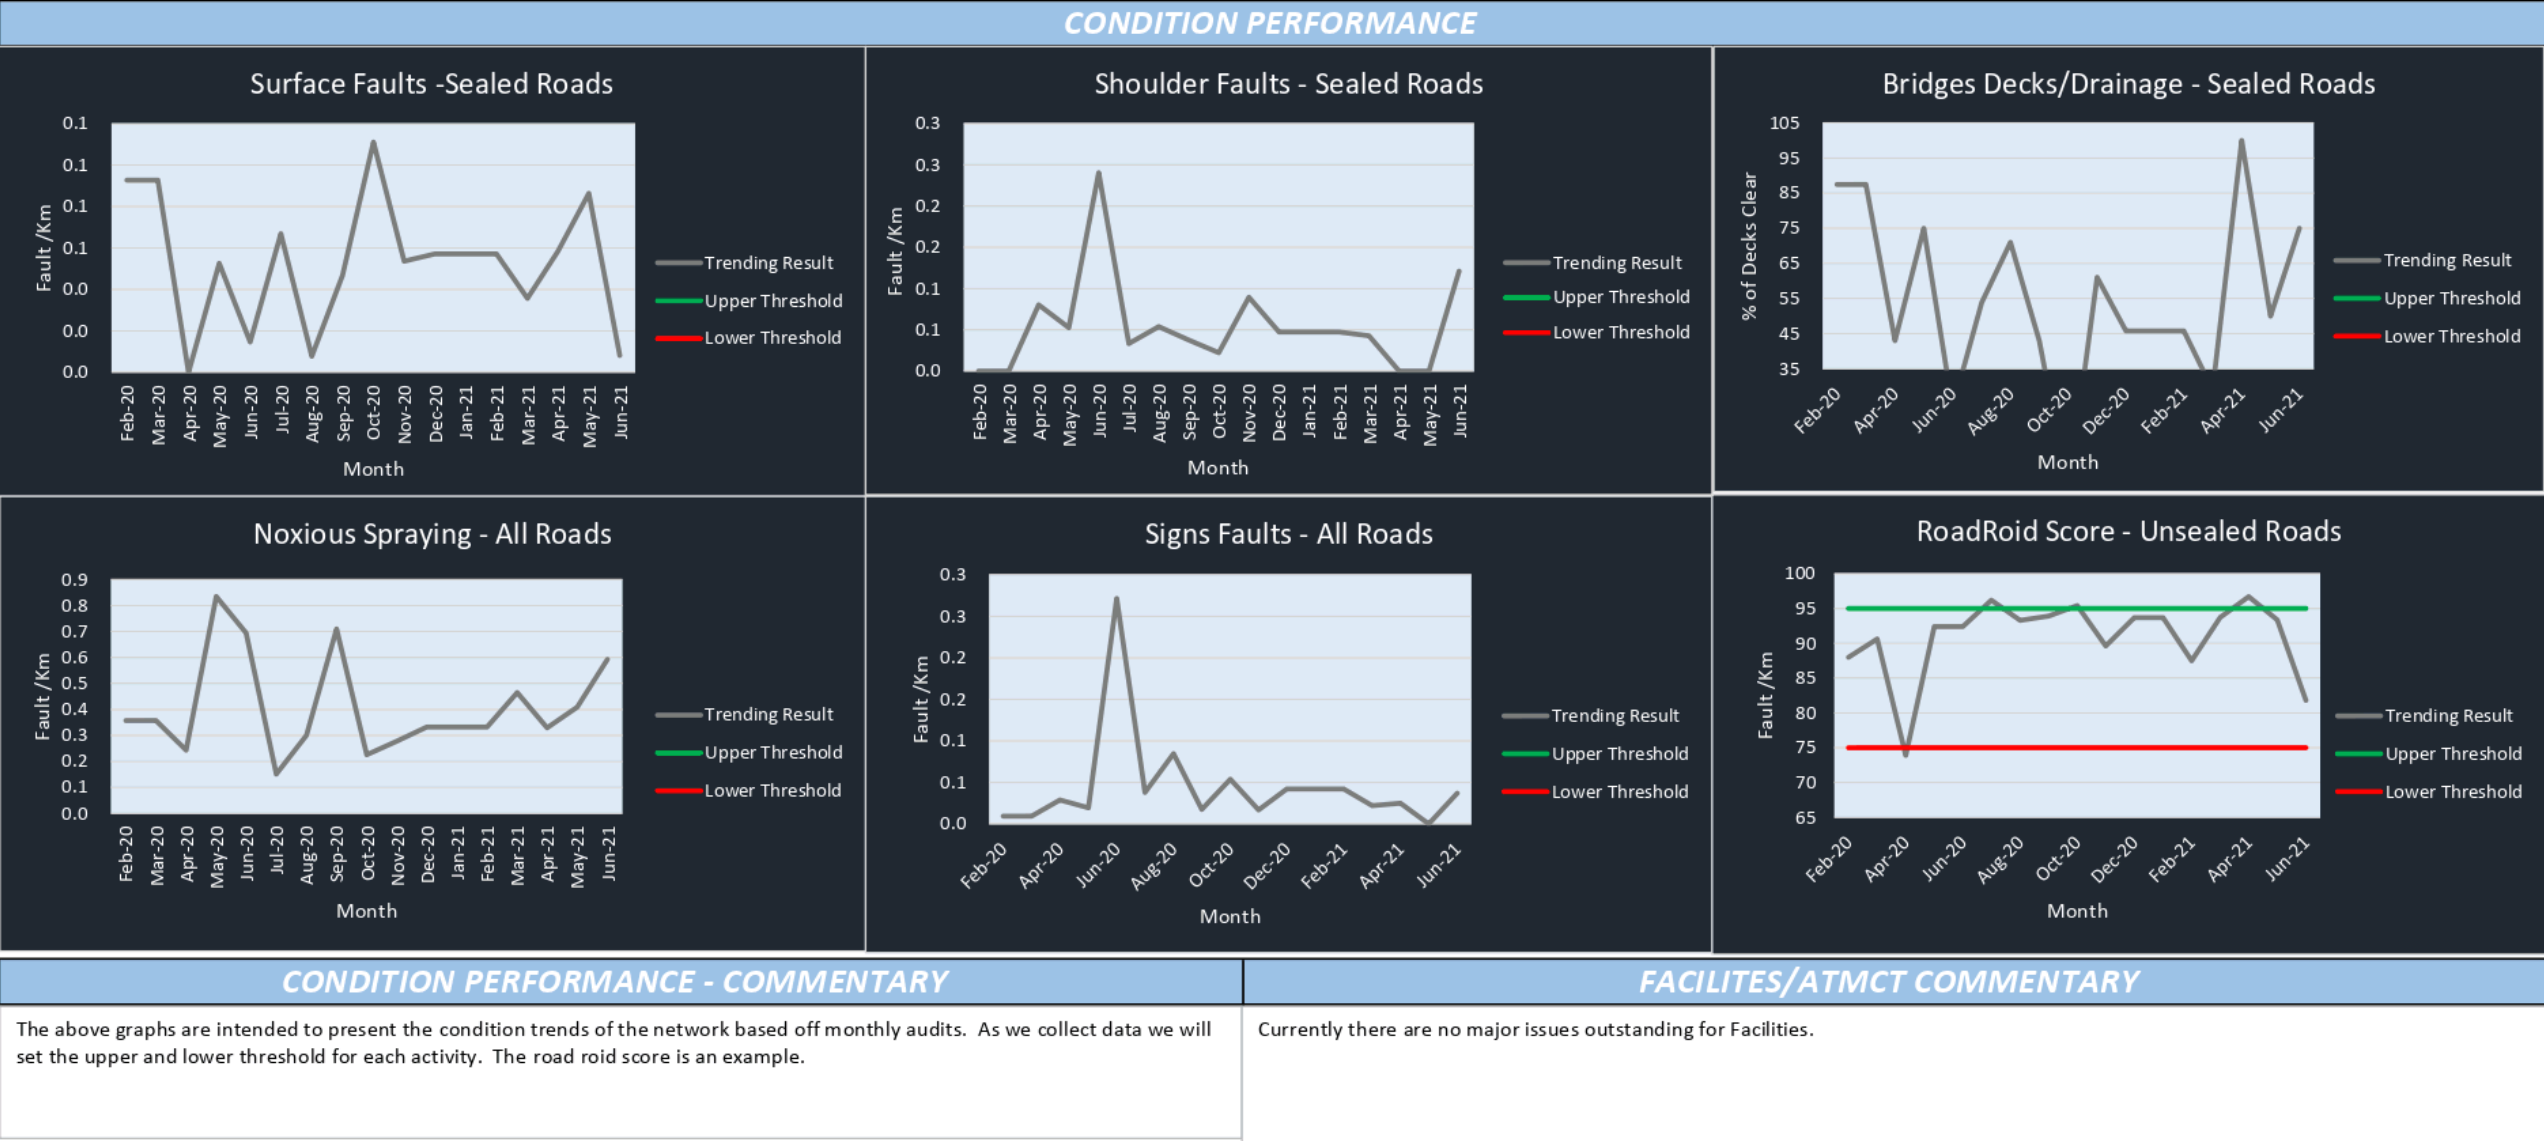 CONDITION PERFORMANCE
Surface Faults -Sealed Roads
0.1
0.1
0.1
0.1
0.0
0.0
0.0
Fault /Km
Feb-20
Mar-20
Apr-20
May-20
Jun-20
Jul-20
Aug-20
Sep-20
Oct-20
Nov-20
Dec-20
Jan-21
Feb-21
Mar-21
Apr-21
May-21
Jun-21
Month
Trending Result
Upper Threshold
Lower Threshold
Shoulder Faults - Sealed Roads
0.3
0.3
0.2
0.2
0.1
0.1
0.0
Fault /Km
Feb-20
Mar-20
Apr-20
May-20
Jun-20
Jul-20
Aug-20
Sep-20
Oct-20
Nov-20
Dec-20
Jan-21
Feb-21
Mar-21
Apr-21
May-21
Jun-21
Month
Trending Result
Upper Threshold
Lower Threshold
Bridges Decks/Drainage - Sealed Roads
105
95
85
75
65
55
45
35
% of Decks Clear
Feb-20
Apr-20
Jun-20
Aug-20
Oct-20
Dec-20
Feb-21
Apr-21
Jun-21
Month
Trending Result
Upper Threshold
Lower Threshold
Noxious Spraying - All Roads
0.9
0.8
0.7
0.6
0.5
0.4
0.3
0.2
0.1
0.0
Fault /Km
Feb-20
Mar-20
Apr-20
May-20
Jun-20
Jul-20
Aug-20
Sep-20
Oct-20
Nov-20
Dec-20
Jan-21
Feb-21
Mar-21
Apr-21
May-21
Jun-21
Month
Trending Result
Upper Threshold
Lower Threshold
Signs Faults - All Roads
0.3
0.3
0.2
0.2
0.1
0.1
0.0
Fault /Km
Feb-20
Apr-20
Jun-20
Aug-20
Oct-20
Dec-20
Feb-21
Apr-21
Jun-21
Month
Trending Result
Upper Threshold
Lower Threshold
RoadRoid Score - Unsealed Roads
100
95
90
85
80
75
70
65
Fault /Km
Feb-20
Apr-20
Jun-20
Aug-20
Oct-20
Dec-20
Feb-21
Apr-21
Jun-21
Month
Trending Result
Upper Threshold
Lower Threshold
CONDITION PERFORMANCE - COMMENTARY
The above graphs are intended to present the condition trends of the network based off monthly audits. As we collect data we will
set the upper and lower threshold for each activity. The road roid score is an example.
FACILITES/ATMCT COMMENTARY
Currently there are no major issues outstanding for Facilities.